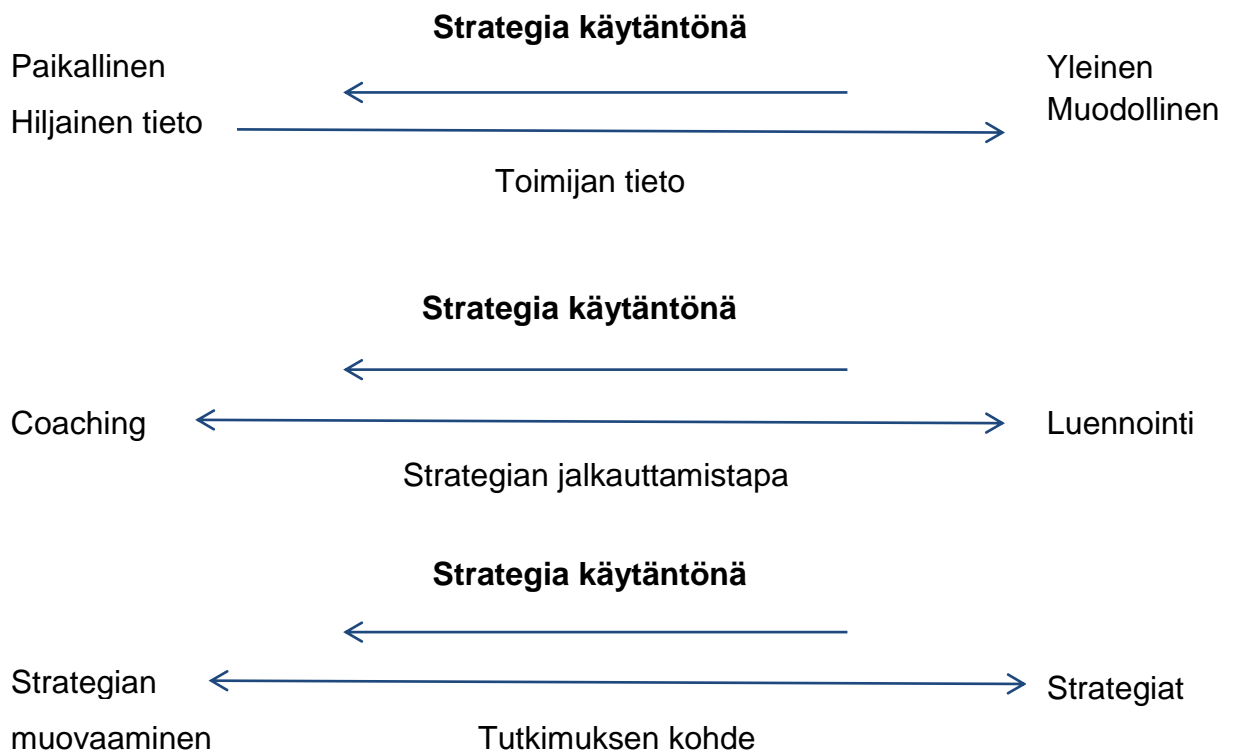 Strategia käytäntönä
Paikallinen
Hiljainen tieto
Yleinen
Muodollinen
Toimijan tieto
Strategia käytäntönä
Coaching
Luennointi
Strategian jalkauttamistapa
Strategia käytäntönä
Strategian
muovaaminen
Strategiat
Tutkimuksen kohde